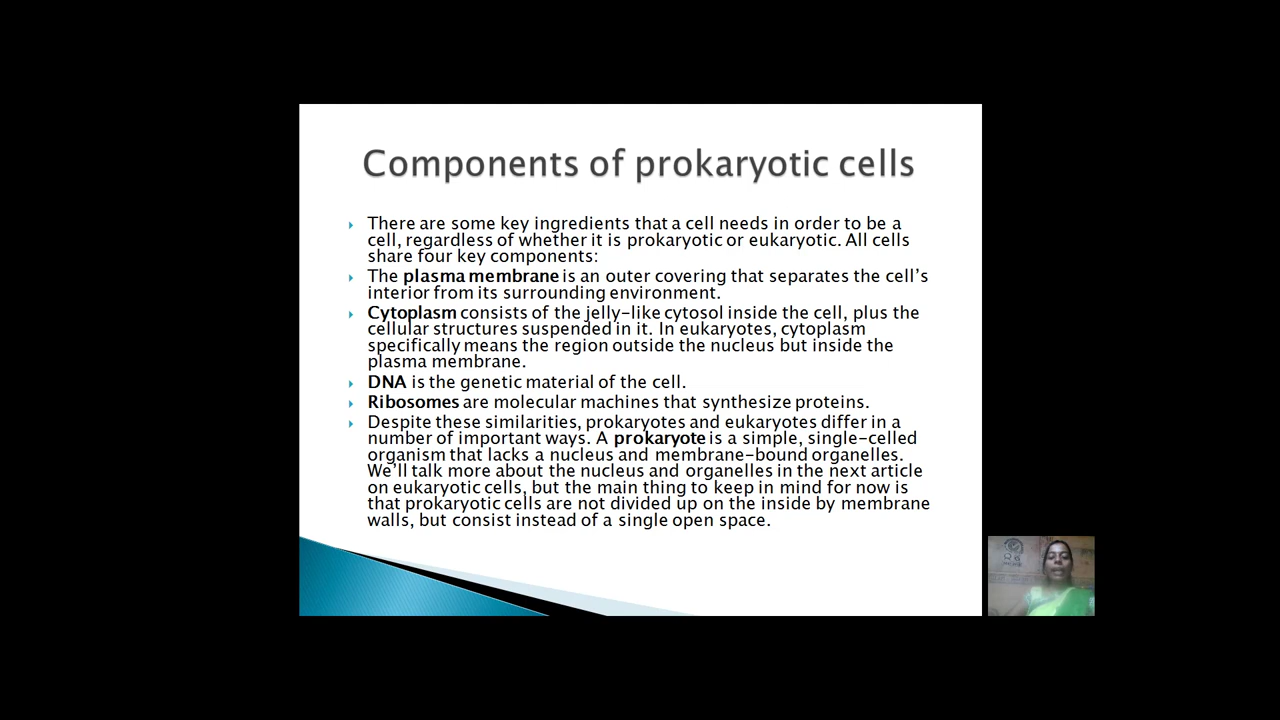 Components of prokaryotic cells
There are some key ingredients that a cell needs in order to be a
cell, regardless of whether it is prokaryotic or eukaryotic. All cells
share four key components:
The plasma membrane is an outer covering that separates the cell’s
interior from its surrounding environment.
Cytoplasm consists of the jelly-like cytosol inside the cell, plus the
cellular structures suspended in it. In eukaryotes, cytoplasm
specifically means the region outside the nucleus but inside the
plasma membrane.
DNA is the genetic material of the cell.
Ribosomes are molecular machines that synthesize proteins.
Despite these similarities, prokaryotes and eukaryotes differ in a
number of important ways. A prokaryote is a simple, single-celled
organism that lacks a nucleus and membrane-bound organelles.
We’ll talk more about the nucleus and organelles in the next article
on eukaryotic cells, but the main thing to keep in mind for now is
that prokaryotic cells are not divided up on the inside by membrane
walls, but consist instead of a single open space.